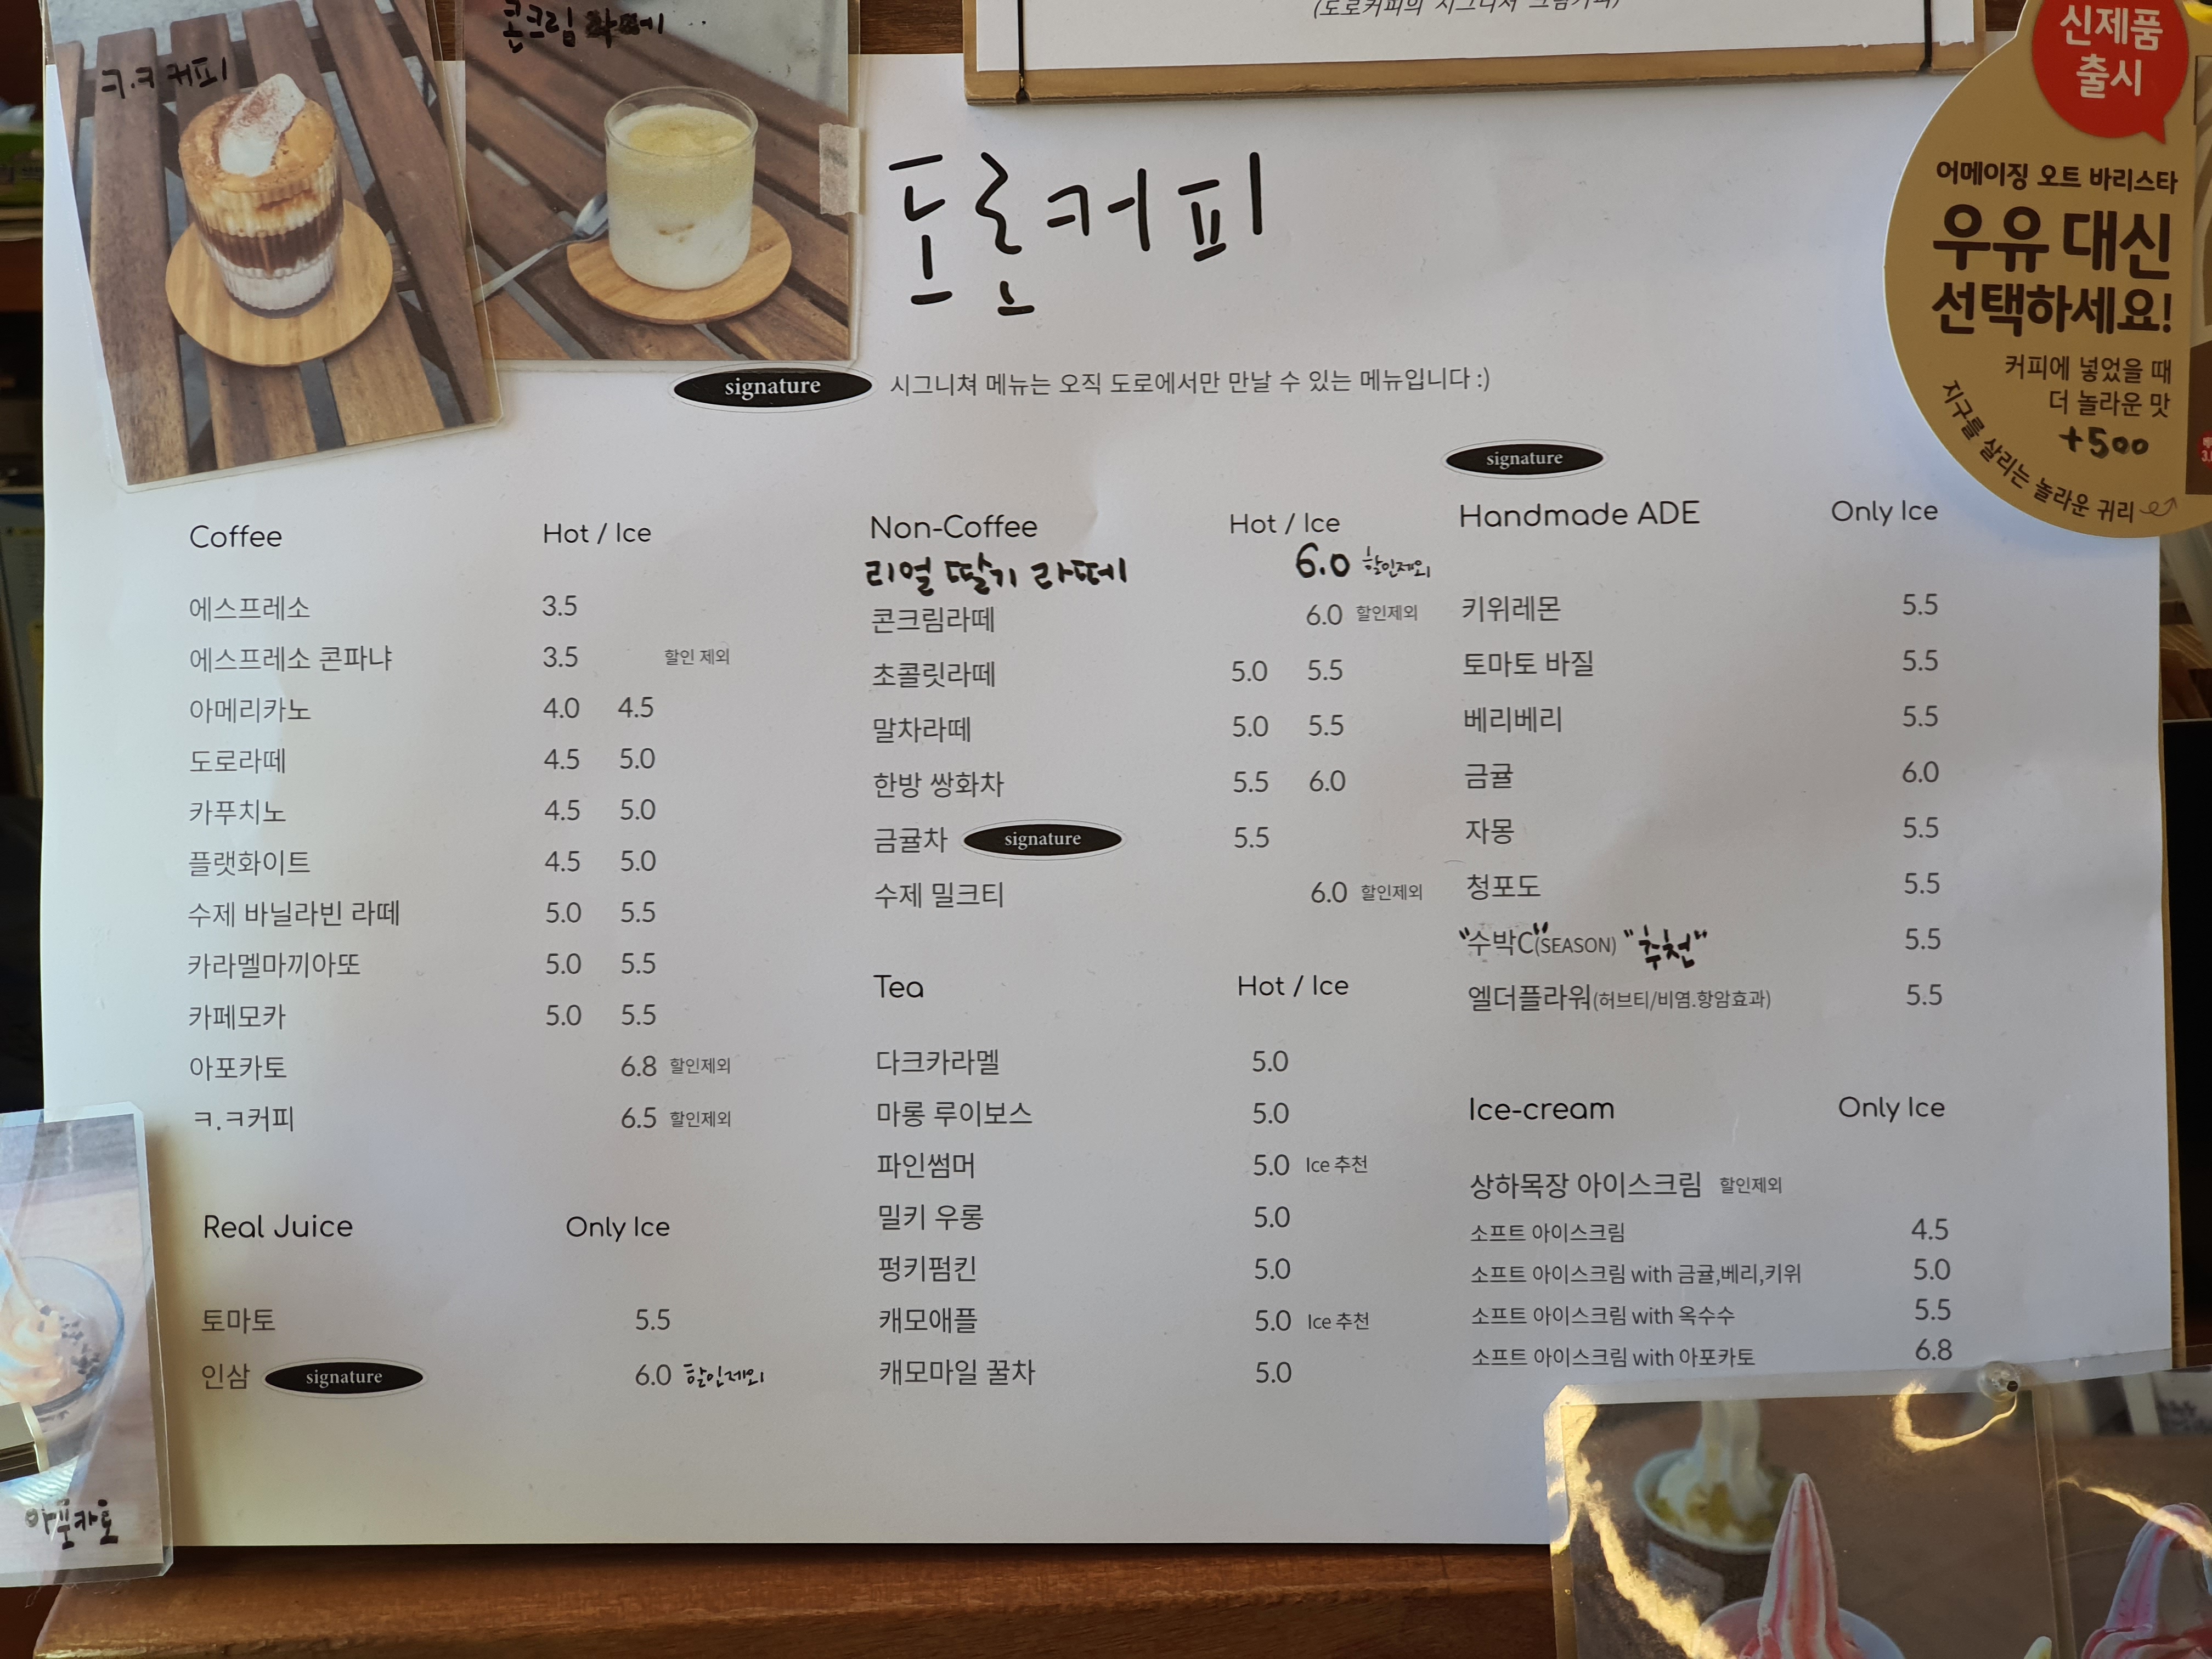 ㅋ.ㅋ커피
콘크림라떼
(도로커피의 시그니처 크림커피)
신제품
출시
어메이징 오트 바리스타
우유 대신
선택하세요!
커피에 넣었을 때
더 놀라운 맛
+500
지구를 살리는 놀라운 귀리
도로커피
signature 시그니쳐 메뉴는 오직 도로에서만 만날 수 있는 메뉴입니다 :)
Coffee Hot / Ice
에스프레소 3.5
에스프레소 콘파냐 3.5 할인 제외
아메리카노 4.0 4.5
도로라떼 4.5 5.0
카푸치노 4.5 5.0
플랫화이트 4.5 5.0
수제 바닐라빈 라떼 5.0 5.5
카라멜마끼아또 5.0 5.5
카페모카 5.0 5.5
아포카토 6.8 할인제외
ㅋ.ㅋ커피 6.5 할인제외
Real Juice Only Ice
토마토 5.5
인삼 signature 6.0 할인제외
Non-Coffee Hot / Ice
리얼 딸기 라떼 6.0 할인제외
콘크림라떼 6.0 할인제외
초콜릿라떼 5.0 5.5
말차라떼 5.0 5.5
한방 쌍화차 5.5 6.0
금귤차 signature 5.5
수제 밀크티 6.0 할인제외
Tea Hot / Ice
다크카라멜 5.0
마롱 루이보스 5.0
파인썸머 5.0 Ice 추천
밀키 우롱 5.0
펑키펌킨 5.0
캐모애플 5.0 Ice 추천
캐모마일 꿀차 5.0
signature
Handmade ADE Only Ice
키위레몬 5.5
토마토 바질 5.5
베리베리 5.5
금귤 6.0
자몽 5.5
청포도 5.5
"수박C"(SEASON) "추천" 5.5
엘더플라워(허브티/비염.항암효과) 5.5
Ice-cream Only Ice
상하목장 아이스크림 할인제외
소프트 아이스크림 4.5
소프트 아이스크림 with 금귤,베리,키위 5.0
소프트 아이스크림 with 옥수수 5.5
소프트 아이스크림 with 아포카토 6.8
아포카토